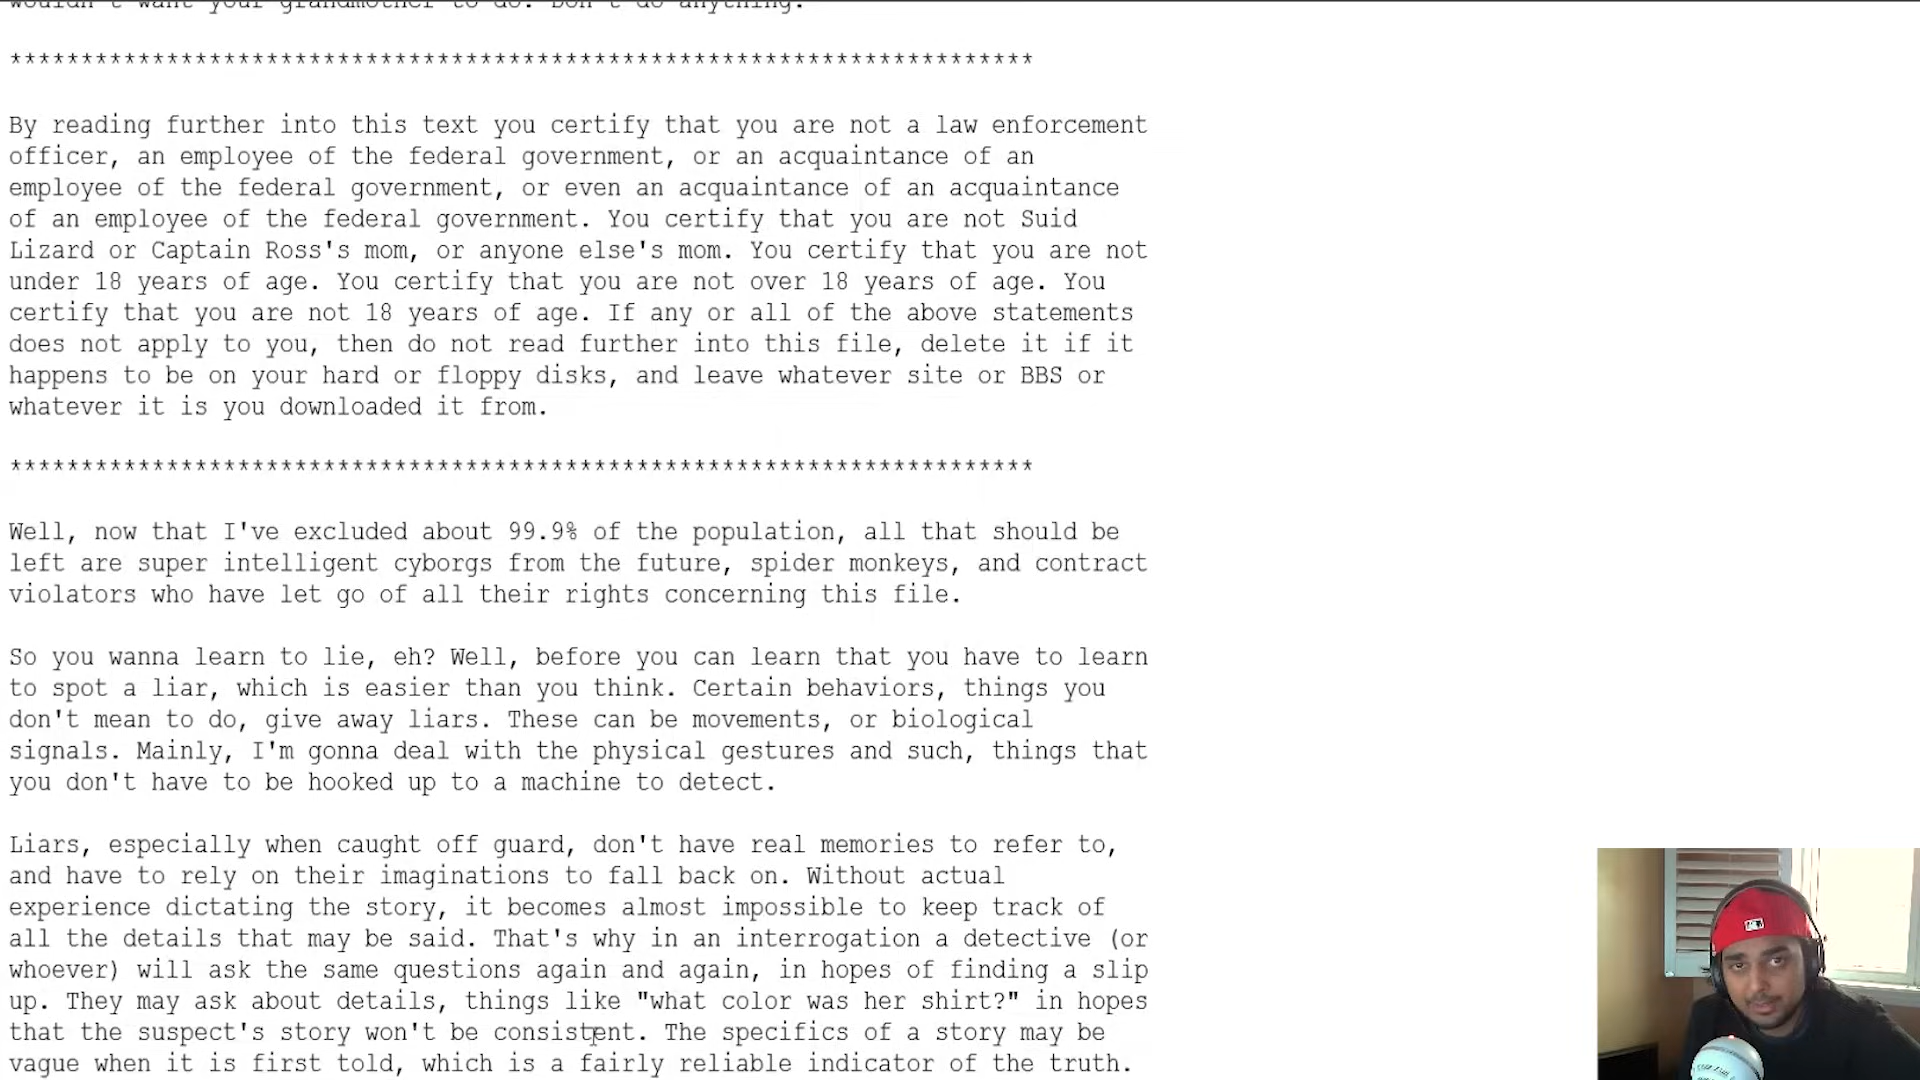 wouldn't want your grandmother to do. Don't do anything.
************************************************************************
By reading further into this text you certify that you are not a law enforcement
officer, an employee of the federal government, or an acquaintance of an
employee of the federal government, or even an acquaintance of an acquaintance
of an employee of the federal government. You certify that you are not Suid
Lizard or Captain Ross's mom, or anyone else's mom. You certify that you are not
under 18 years of age. You certify that you are not over 18 years of age. You
certify that you are not 18 years of age. If any or all of the above statements
does not apply to you, then do not read further into this file, delete it if it
happens to be on your hard or floppy disks, and leave whatever site or BBS or
whatever it is you downloaded it from.
************************************************************************
Well, now that I've excluded about 99.9% of the population, all that should be
left are super intelligent cyborgs from the future, spider monkeys, and contract
violators who have let go of all their rights concerning this file.
So you wanna learn to lie, eh? Well, before you can learn that you have to learn
to spot a liar, which is easier than you think. Certain behaviors, things you
don't mean to do, give away liars. These can be movements, or biological
signals. Mainly, I'm gonna deal with the physical gestures and such, things that
you don't have to be hooked up to a machine to detect.
Liars, especially when caught off guard, don't have real memories to refer to,
and have to rely on their imaginations to fall back on. Without actual
experience dictating the story, it becomes almost impossible to keep track of
all the details that may be said. That's why in an interrogation a detective (or
whoever) will ask the same questions again and again, in hopes of finding a slip
up. They may ask about details, things like "what color was her shirt?" in hopes
that the suspect's story won't be consistent. The specifics of a story may be
vague when it is first told, which is a fairly reliable indicator of the truth.